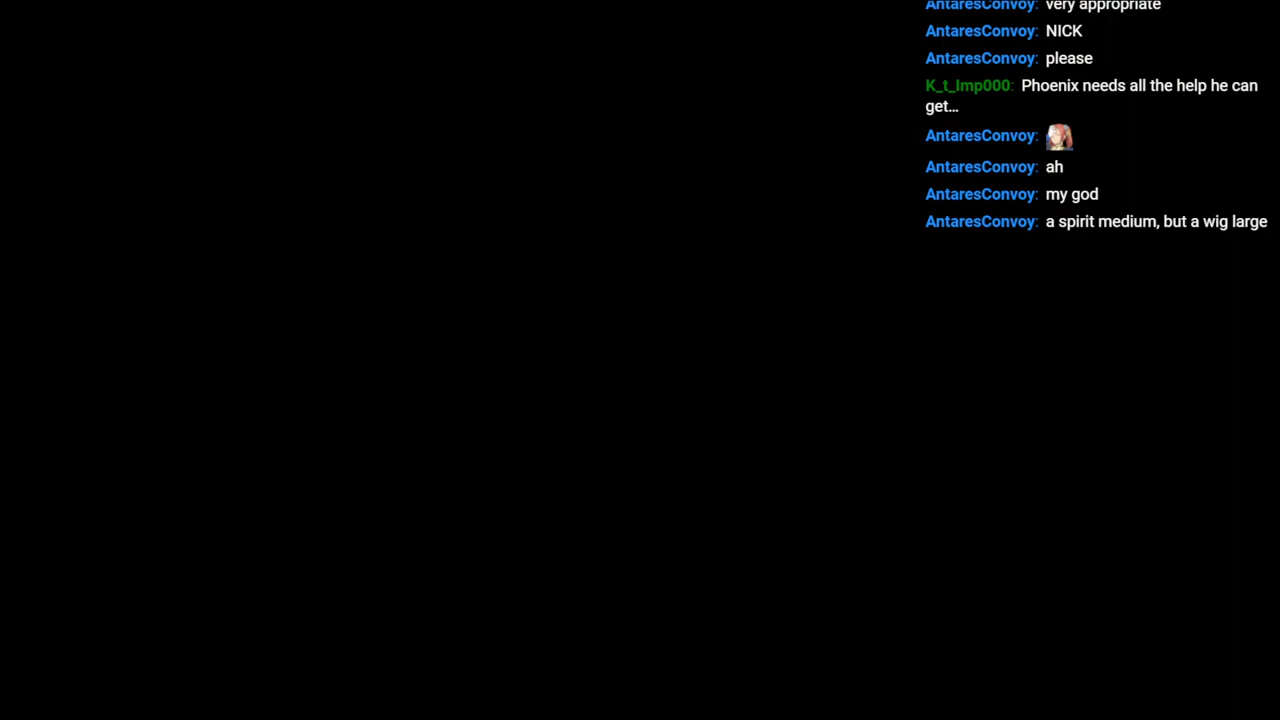 AntaresConvoy: very appropriate
AntaresConvoy: NICK
AntaresConvoy: please
K_t_Imp000: Phoenix needs all the help he can
get...
AntaresConvoy:
AntaresConvoy: ah
AntaresConvoy: my god
AntaresConvoy: a spirit medium, but a wig large